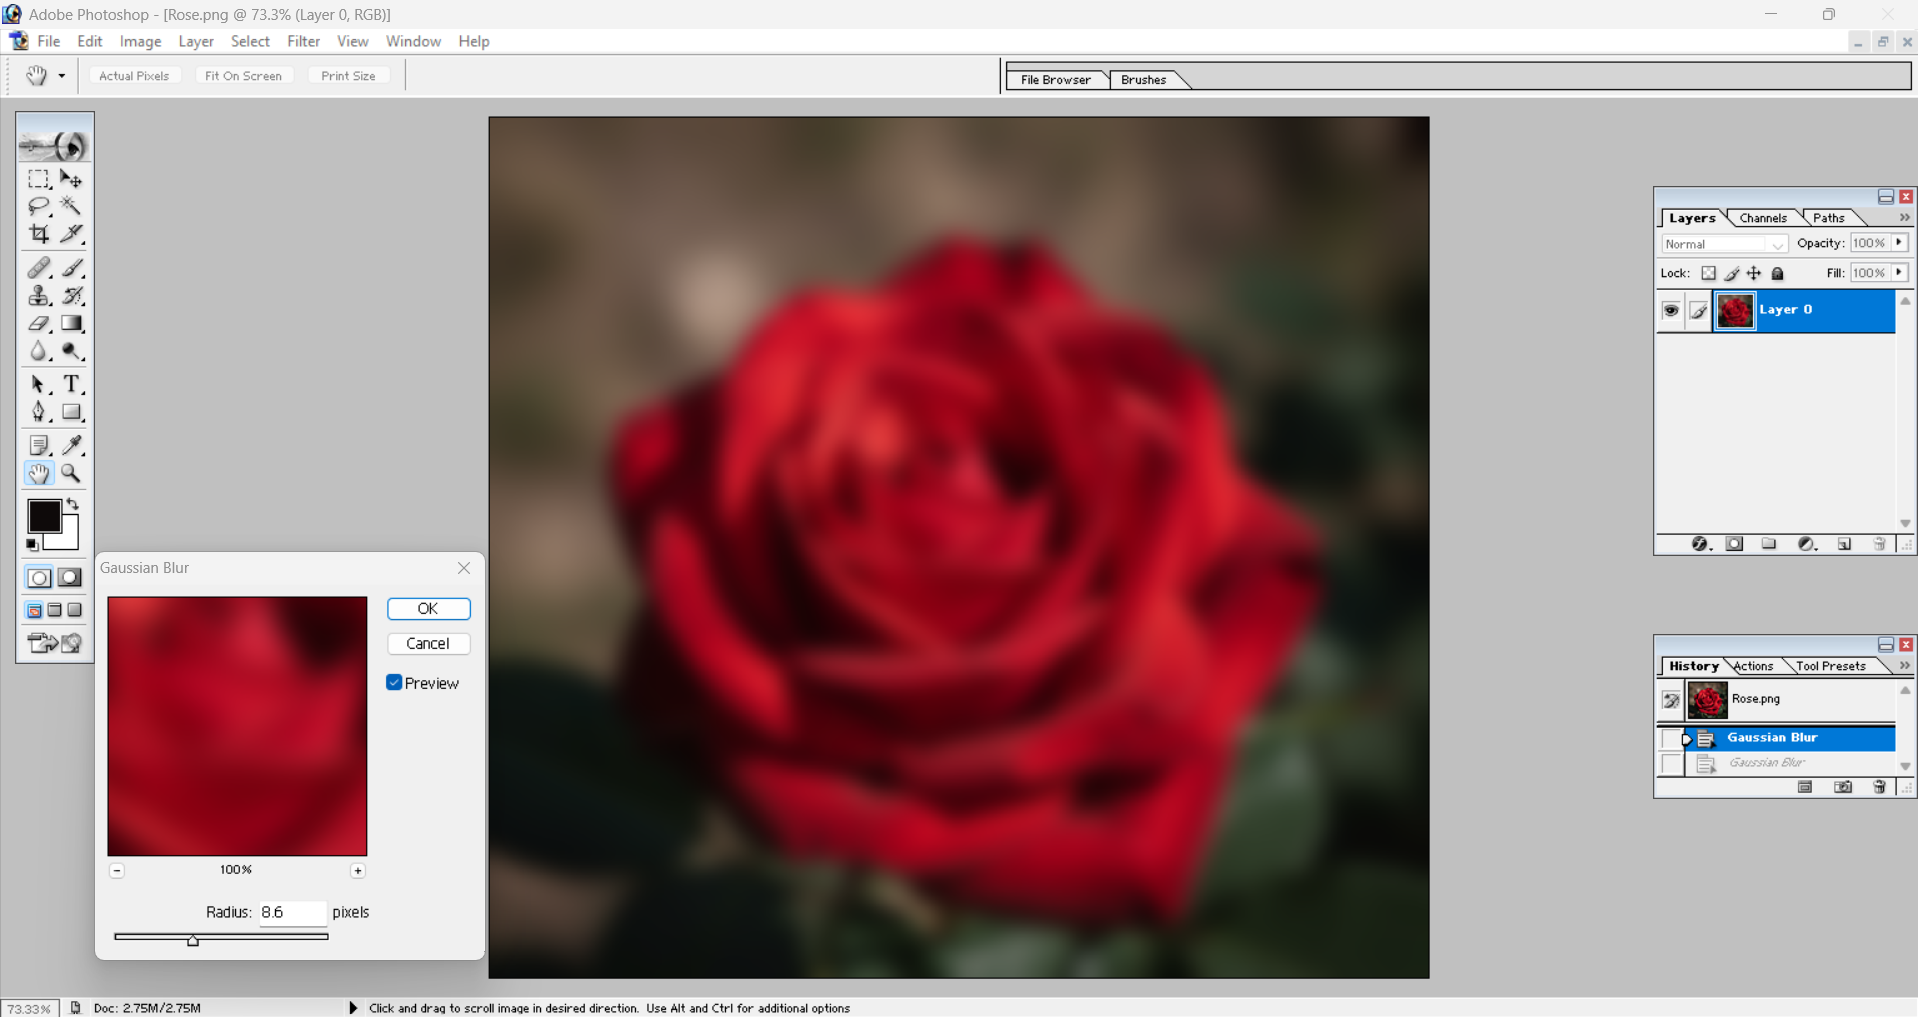 Adobe Photoshop - [Rose.png @ 73.3% (Layer 0, RGB)]
File Edit Image Layer Select Filter View Window Help
Actual Pixels Fit On Screen Print Size File Browser Brushes
Layers Channels Paths
Normal Opacity: 100%
Lock: Fill: 100%
Layer 0
T
Gaussian Blur
OK
Cancel
Preview
100%
Radius: 8.6 pixels
History Actions Tool Presets
Rose.png
Gaussian Blur
Gaussian Blur
73.33% Doc: 2.75M/2.75M Click and drag to scroll image in desired direction. Use Alt and Ctrl for additional options